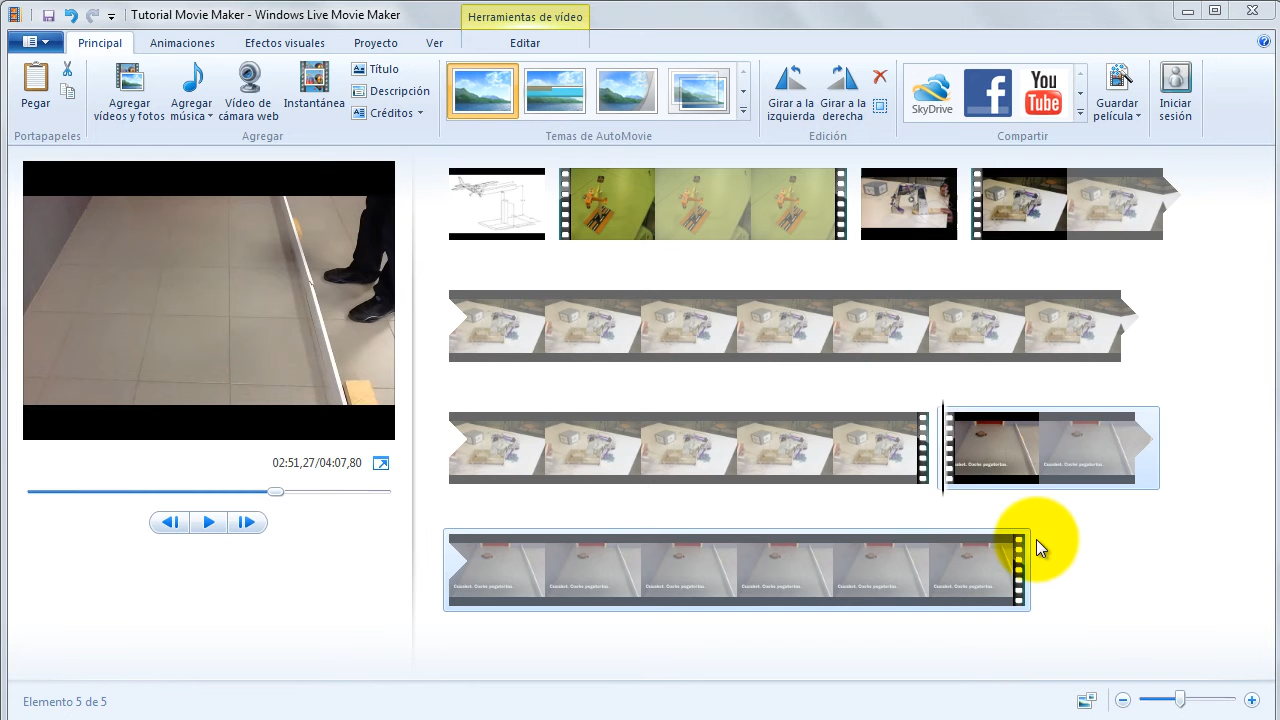 Tutorial Movie Maker - Windows Live Movie Maker
Herramientas de vídeo
Principal
Animaciones
Efectos visuales
Proyecto
Ver
Editar
Pegar
Agregar
vídeos y fotos
Agregar
música
Vídeo de
cámara web
Instantánea
Título
Descripción
Créditos
Girar a la
izquierda
Girar a la
derecha
SkyDrive
f
You
Tube
Guardar
película
Iniciar
sesión
Portapapeles
Agregar
Temas de AutoMovie
Edición
Compartir
02:51,27/04:07,80
Elemento 5 de 5